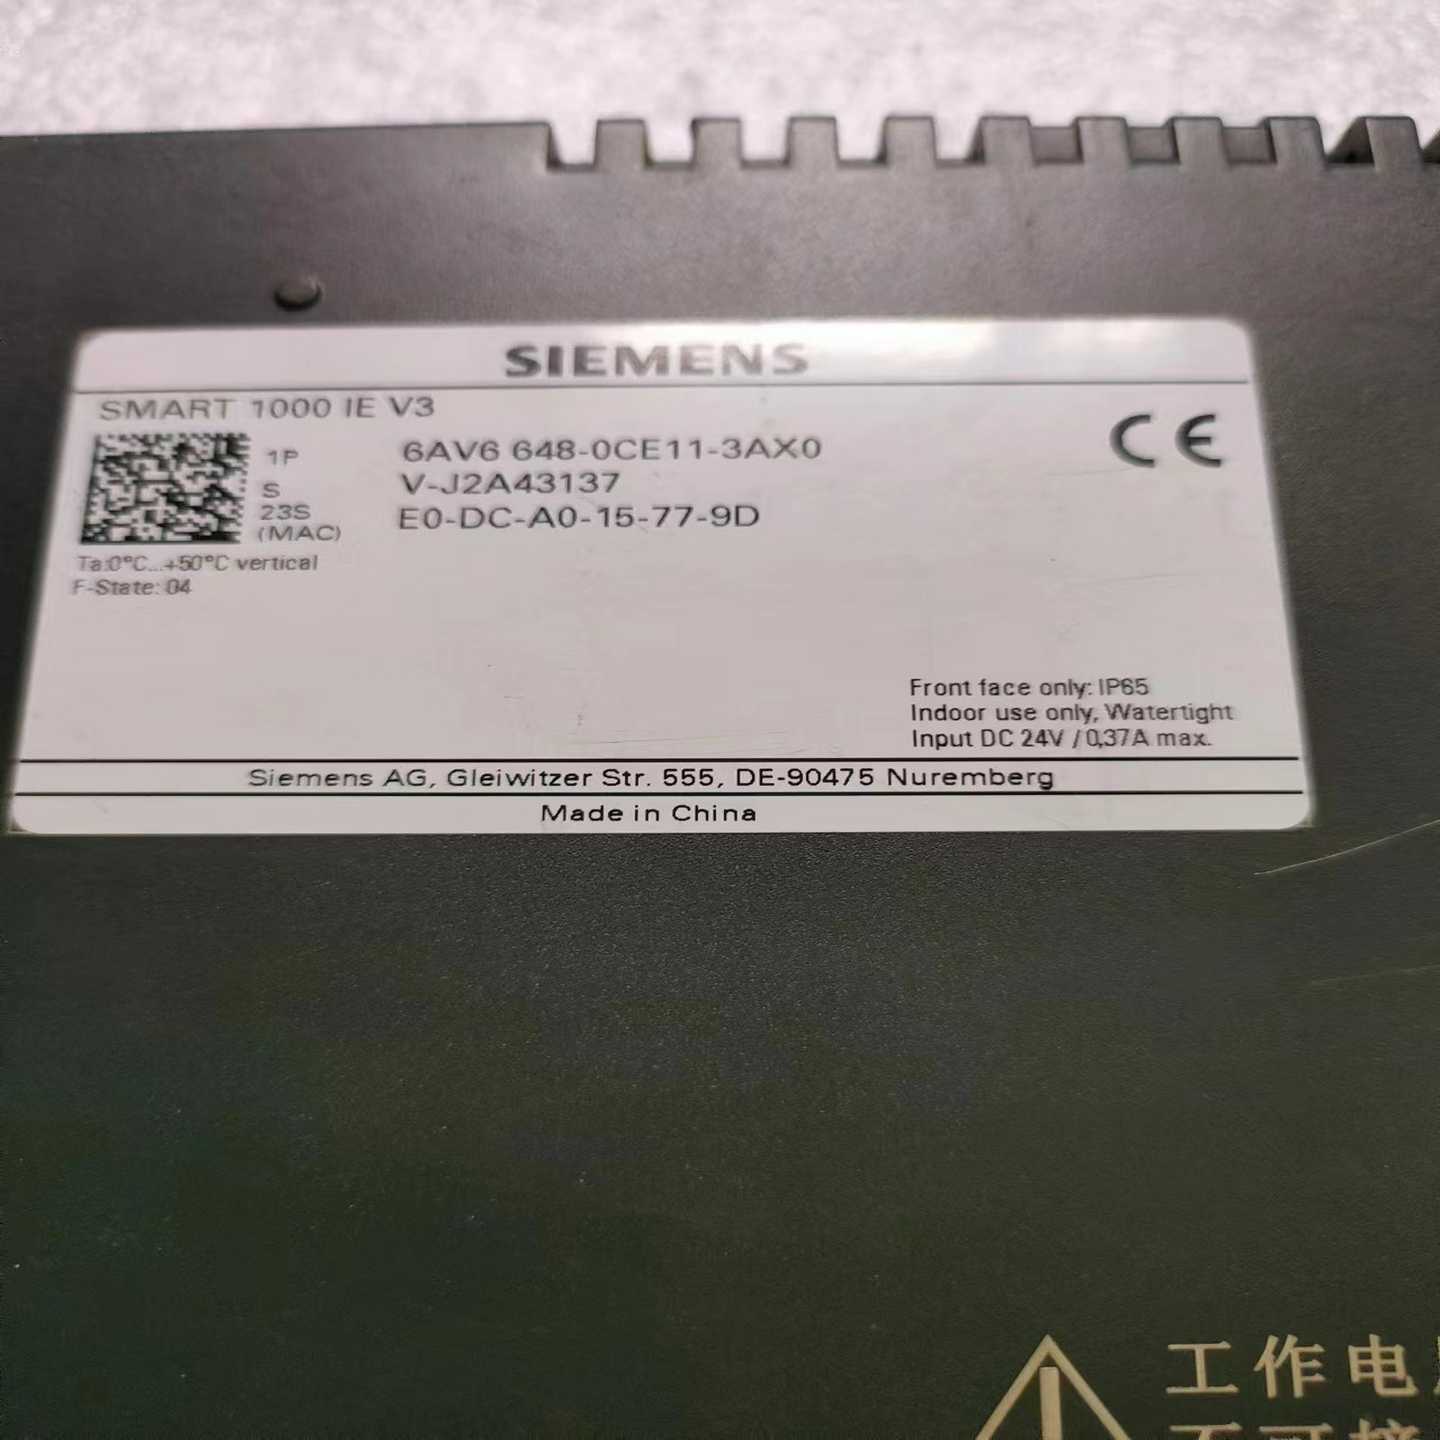 SIEMENS
SMART 1000 IE V3
1P 6AV6 648-0CE11-3AX0
S V-J2A43137
23S E0-DC-A0-15-77-9D
(MAC)
Ta:0°C...+50°C vertical
F-State: 04
CE
Front face only: IP65
Indoor use only, Watertight
Input DC 24V / 0,37A max.
Siemens AG, Gleiwitzer Str. 555, DE-90475 Nuremberg
Made in China
工作电